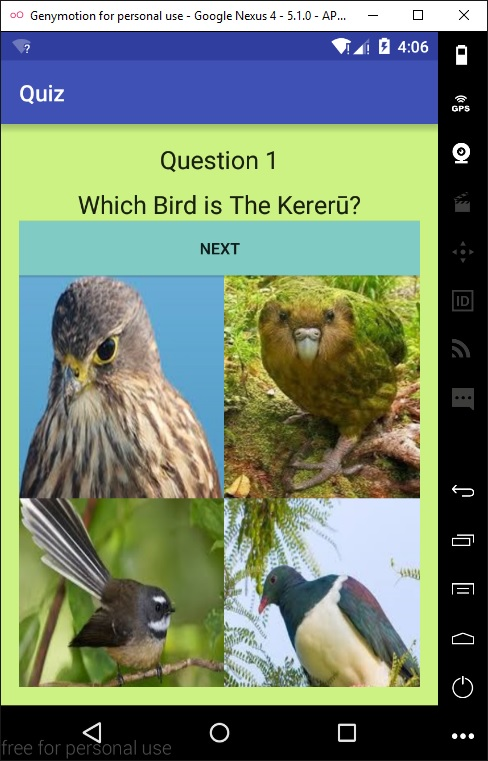 Genymotion for personal use - Google Nexus 4 - 5.1.0 - AP...
4:06
GPS
Quiz
Question 1
Which Bird is The Kererū?
NEXT
ID
free for personal use